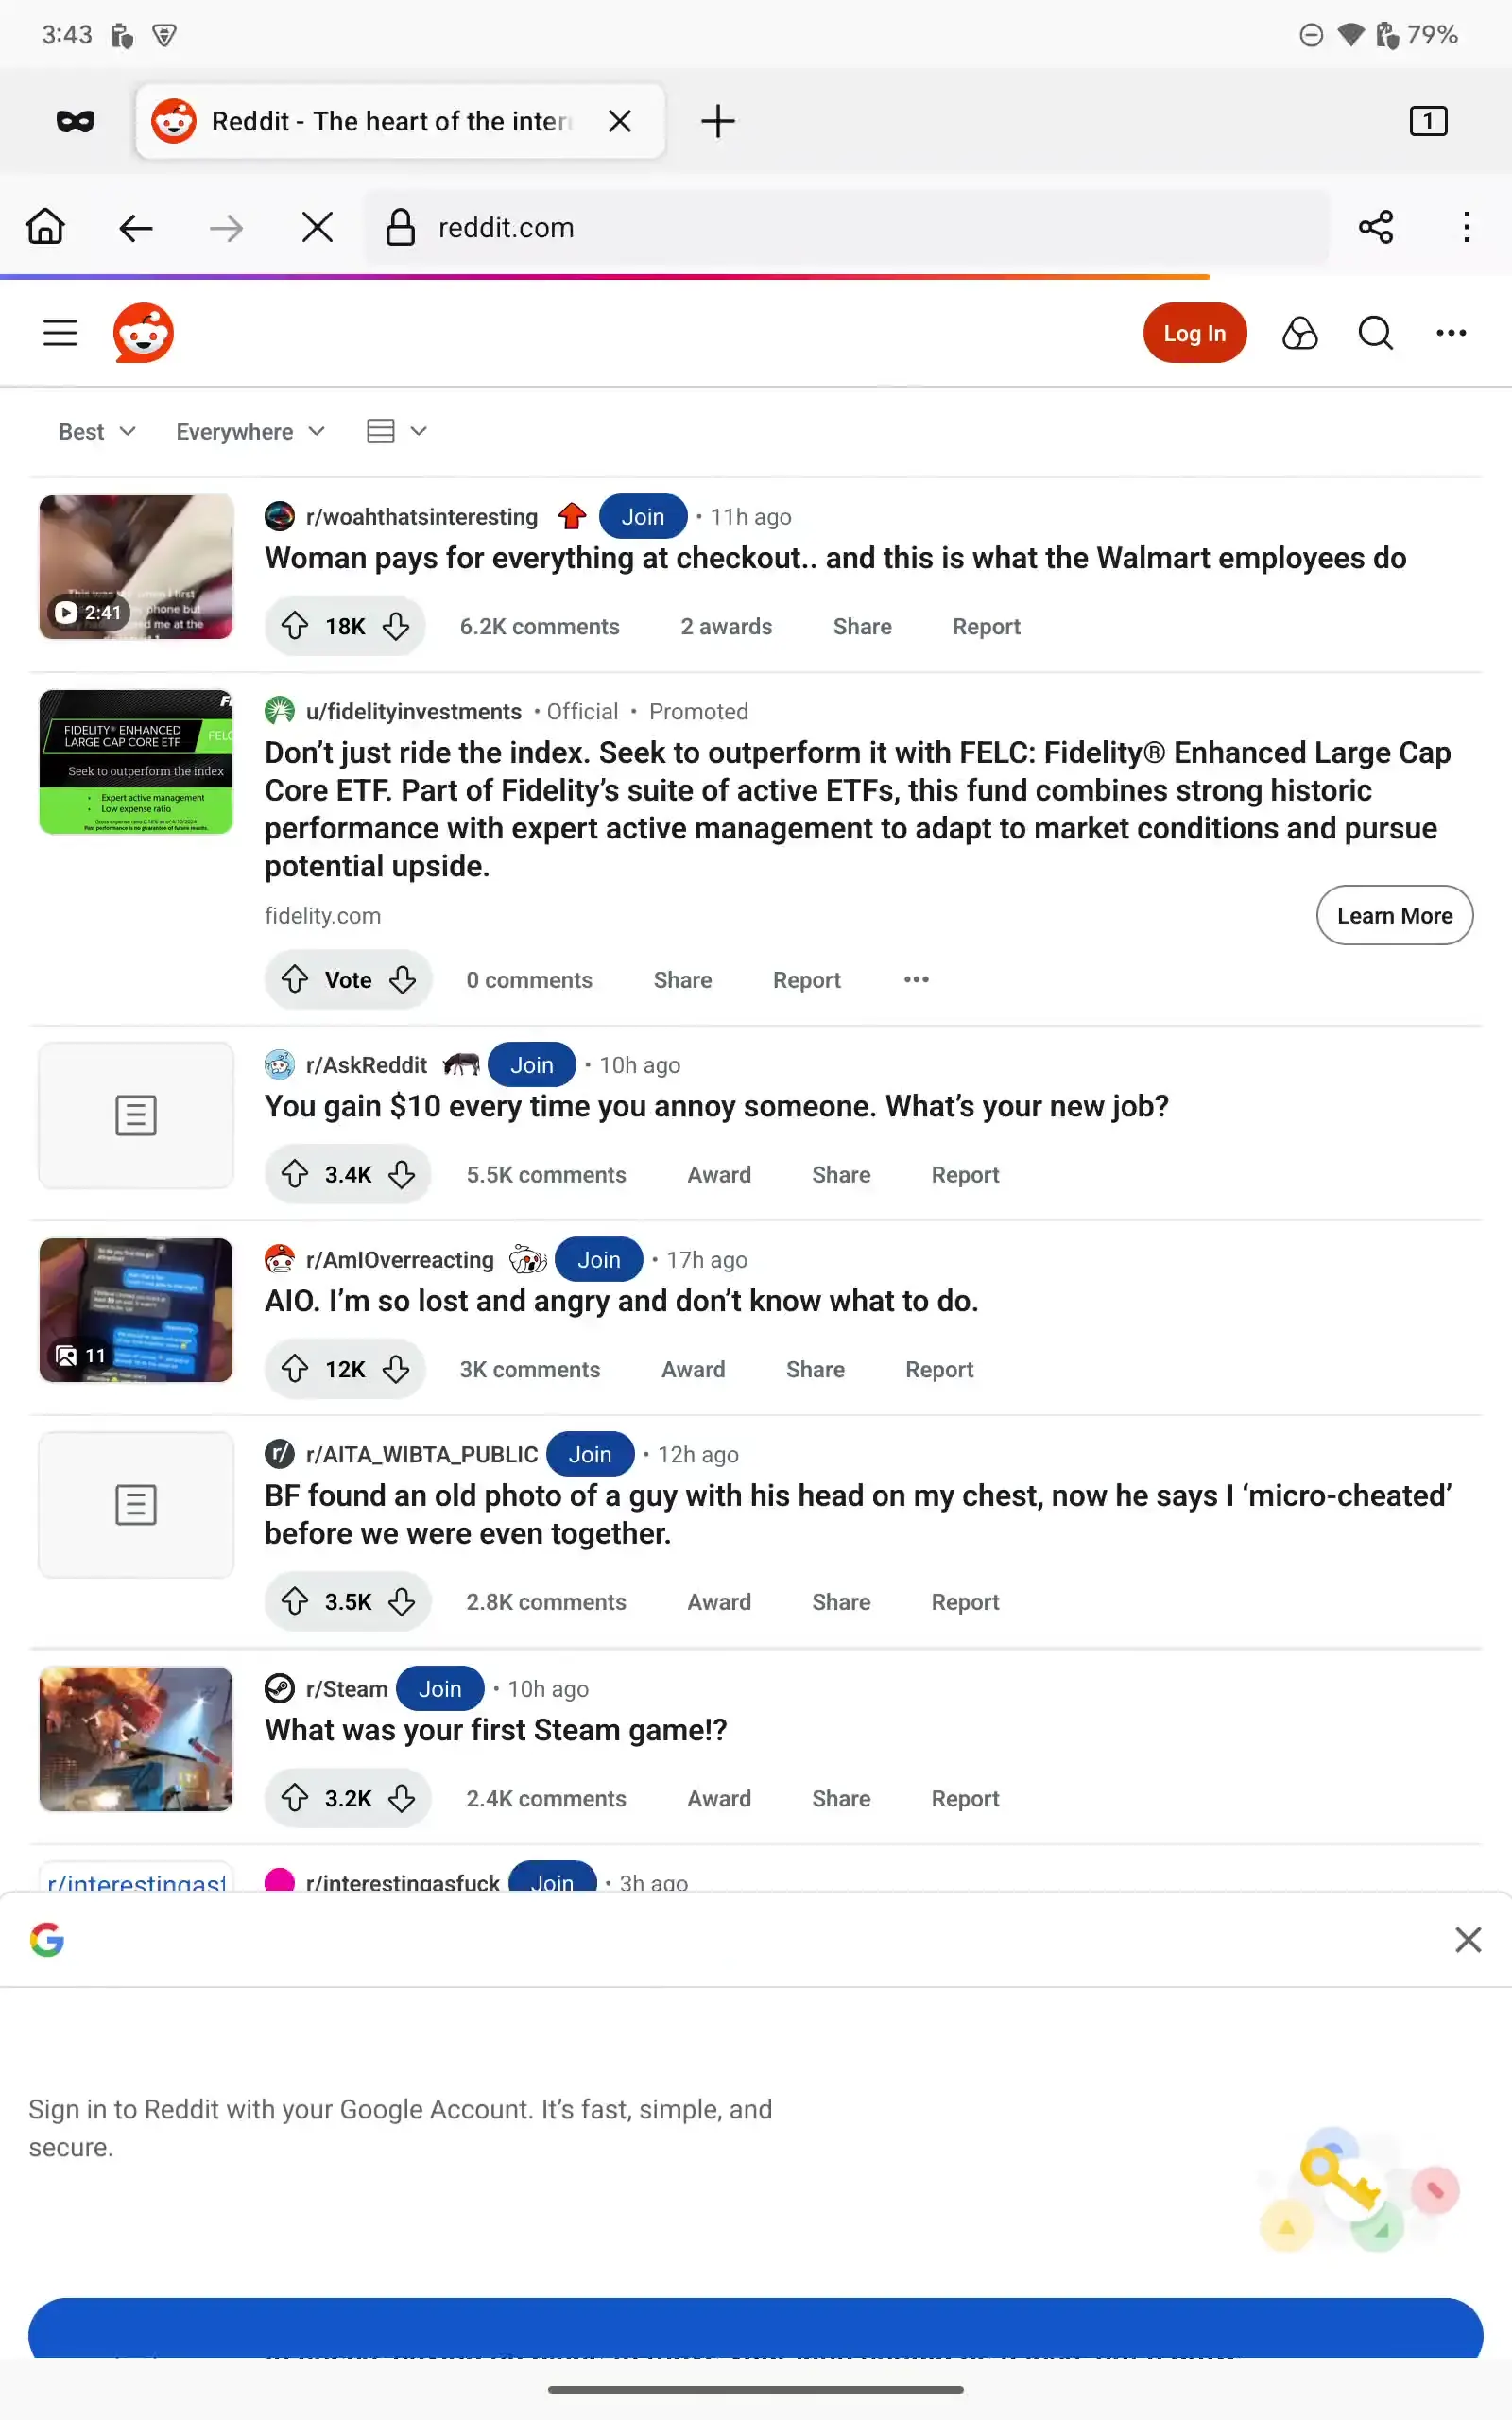 3:43
79%
Reddit - The heart of the inter
1
reddit.com
Log In
Best
Everywhere
r/woahthatsinteresting Join • 11h ago
Woman pays for everything at checkout.. and this is what the Walmart employees do
2:41
18K 6.2K comments 2 awards Share Report
u/fidelityinvestments • Official • Promoted
FIDELITY® ENHANCED
LARGE CAP CORE ETF
FELC
Seek to outperform the index
• Expert active management
• Low expense ratio
Don’t just ride the index. Seek to outperform it with FELC: Fidelity® Enhanced Large Cap
Core ETF. Part of Fidelity’s suite of active ETFs, this fund combines strong historic
performance with expert active management to adapt to market conditions and pursue
potential upside.
fidelity.com
Learn More
Vote 0 comments Share Report
r/AskReddit Join • 10h ago
You gain $10 every time you annoy someone. What’s your new job?
3.4K 5.5K comments Award Share Report
r/AmIOverreacting Join • 17h ago
AIO. I’m so lost and angry and don’t know what to do.
11
12K 3K comments Award Share Report
r/AITA_WIBTA_PUBLIC Join • 12h ago
BF found an old photo of a guy with his head on my chest, now he says I ‘micro-cheated’
before we were even together.
3.5K 2.8K comments Award Share Report
r/Steam Join • 10h ago
What was your first Steam game!?
3.2K 2.4K comments Award Share Report
r/interestingasf
r/interestingasfuck Join • 3h ago
Sign in to Reddit with your Google Account. It’s fast, simple, and
secure.